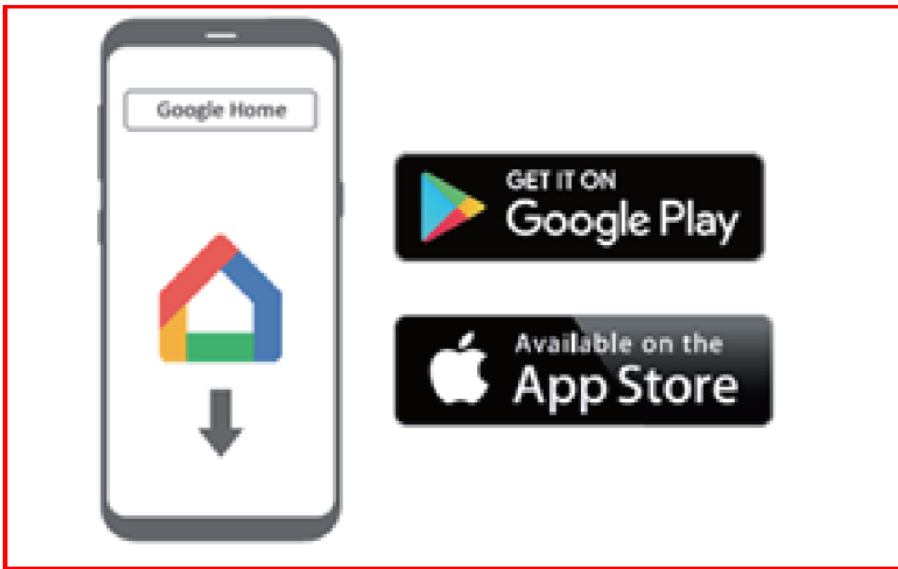 Google Home
GET IT ON
Google Play
Available on the
App Store